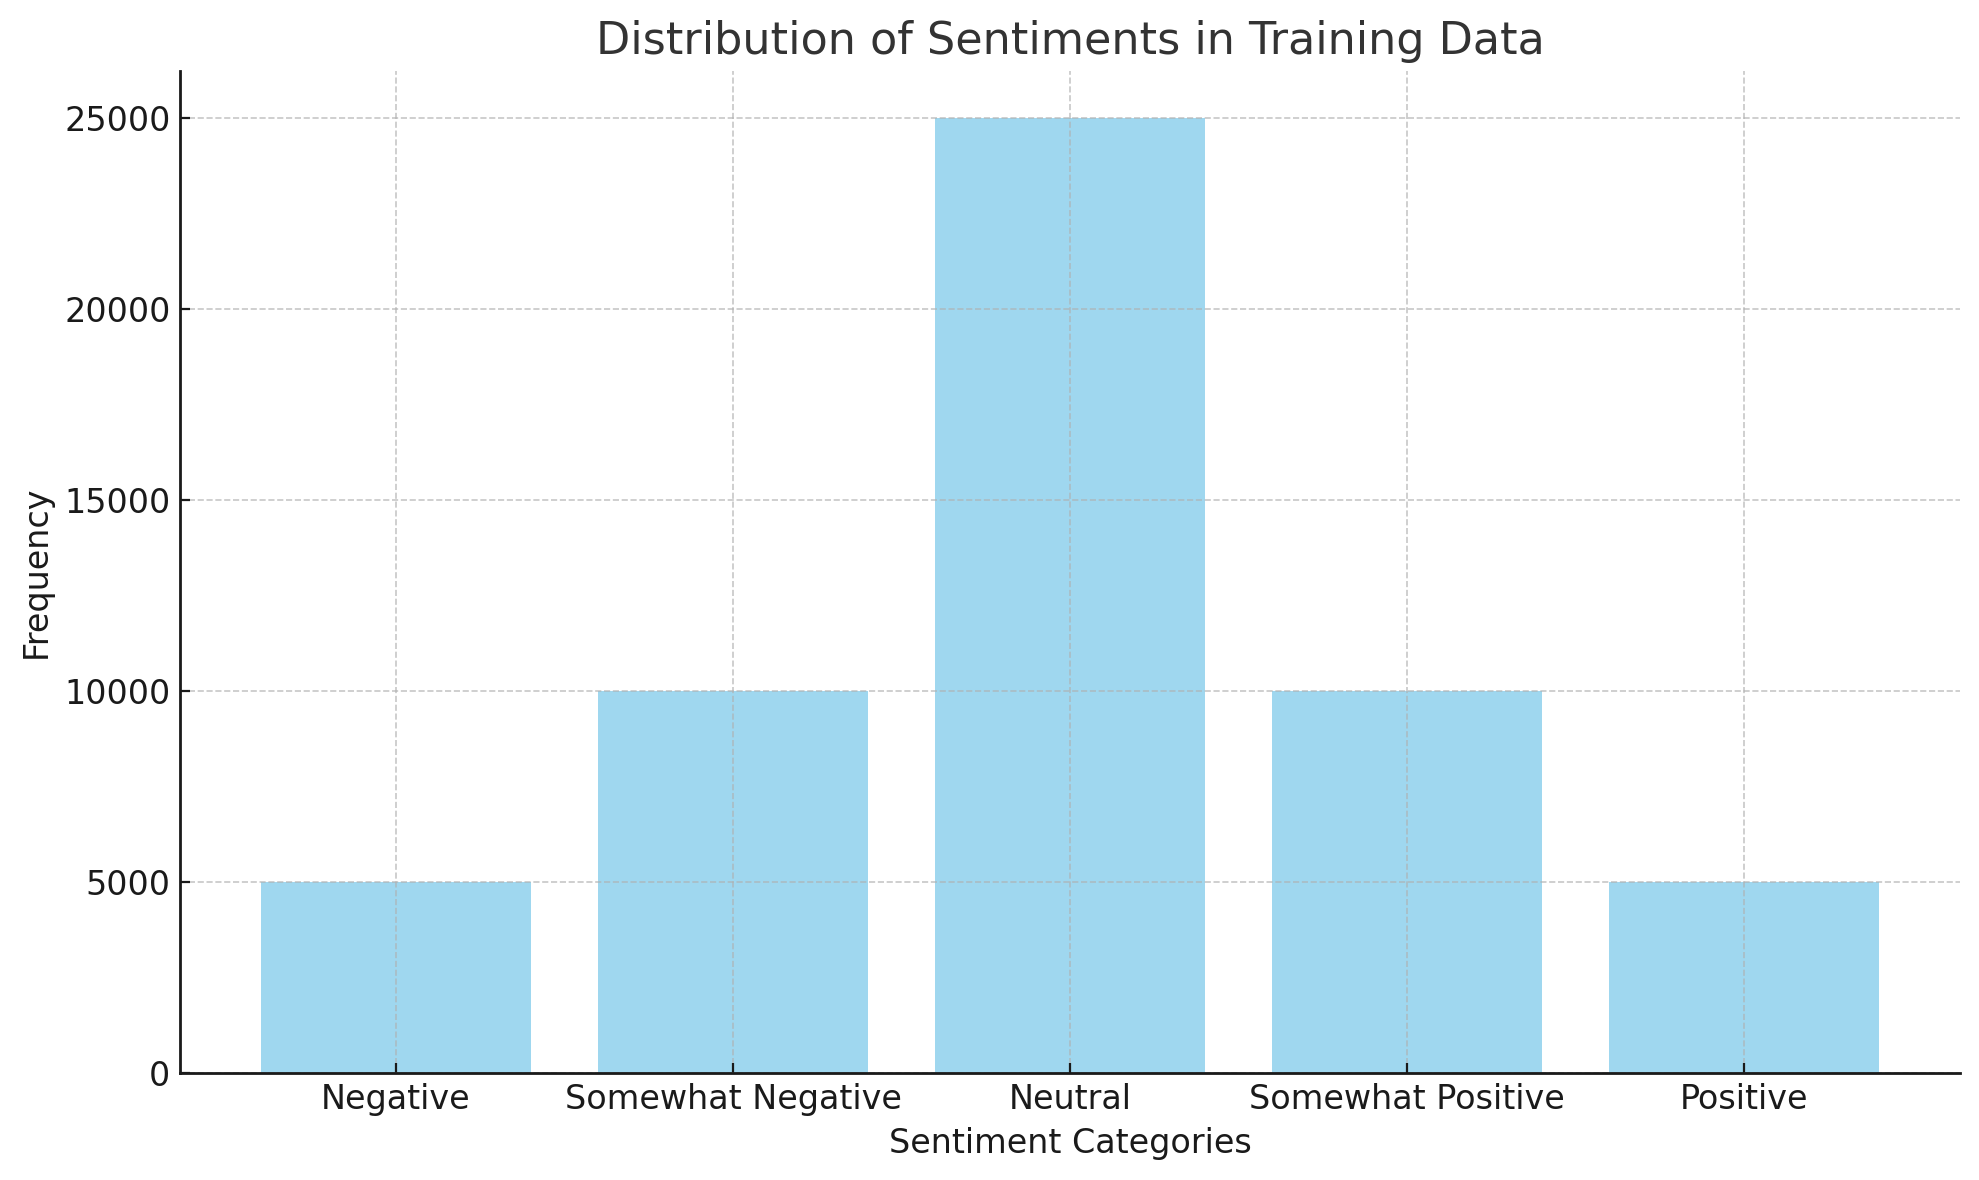 Distribution of Sentiments in Training Data
25000
20000
15000
10000
5000
0
Frequency
Negative
Somewhat Negative
Neutral
Somewhat Positive
Positive
Sentiment Categories